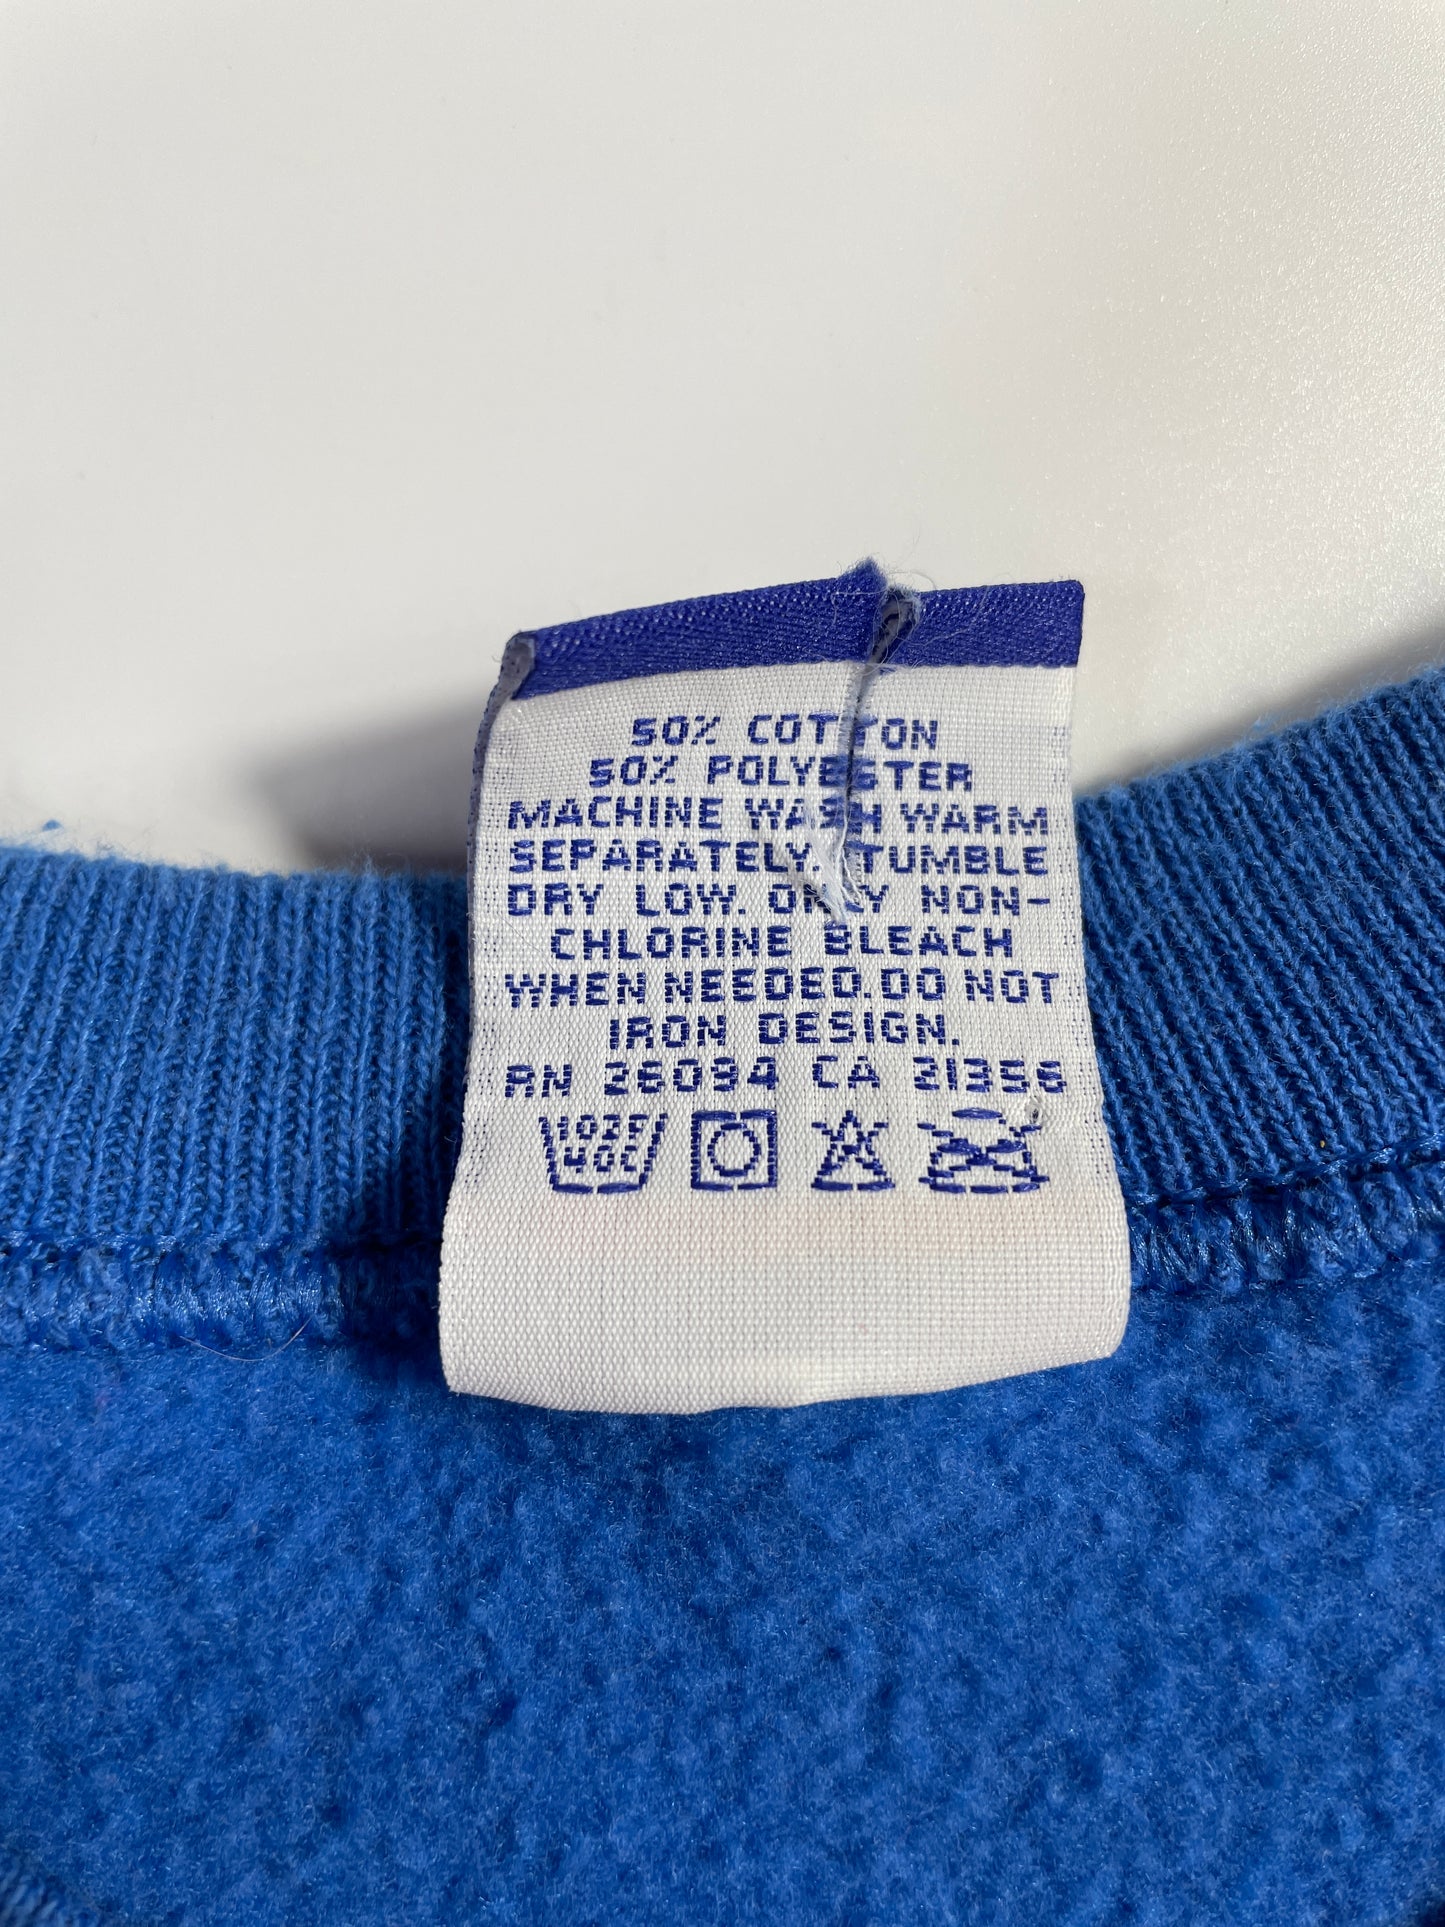 50% COTTON
50% POLYESTER
MACHINE WASH WARM
SEPARATELY. TUMBLE
DRY LOW. ONLY NON-
CHLORINE BLEACH
WHEN NEEDED. DO NOT
IRON DESIGN.
RN 26094 CA 21356